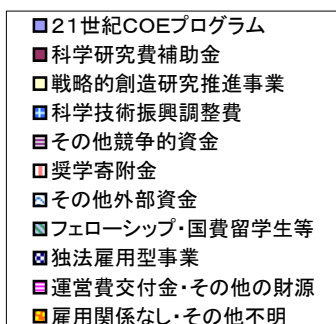 21世紀COEプログラム
科学研究費補助金
戦略的創造研究推進事業
科学技術振興調整費
その他競争的資金
奨学寄附金
その他外部資金
フェローシップ・国費留学生等
独法雇用型事業
運営費交付金・その他の財源
雇用関係なし・その他不明